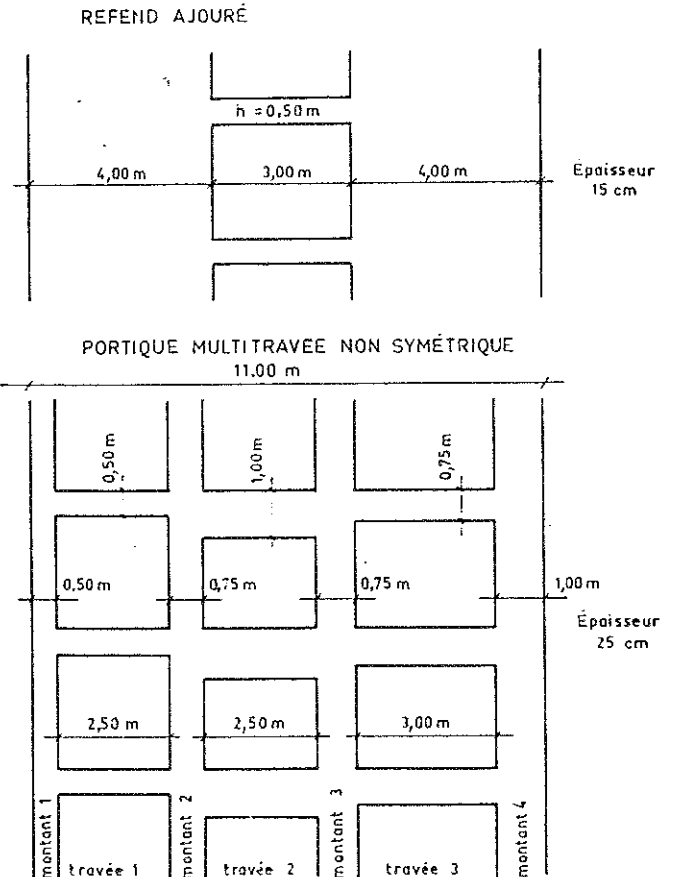 REFEND AJOURÉ
h = 0,50 m
4,00 m 3,00 m 4,00 m
Épaisseur
15 cm
PORTIQUE MULTITRAVÉE NON SYMÉTRIQUE
11.00 m
0,50 m 1,00 m 0,75 m
0,50 m 0,75 m 0,75 m 1,00 m
Épaisseur
25 cm
2,50 m 2,50 m 3,00 m
montant 1 montant 2 montant 3 montant 4
travée 1 travée 2 travée 3